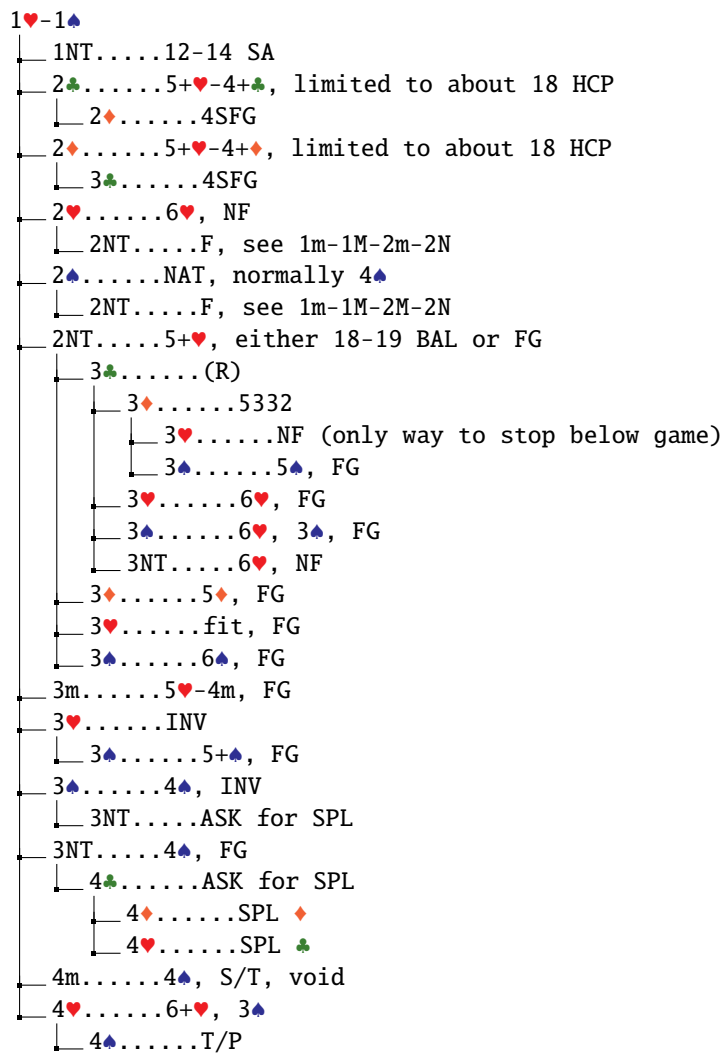 1♥-1♠
1NT.....12-14 SA
2♣......5+♥-4+♣, limited to about 18 HCP
2♦......4SFG
2♦......5+♥-4+♦, limited to about 18 HCP
3♣......4SFG
2♥......6♥, NF
2NT.....F, see 1m-1M-2m-2N
2♠......NAT, normally 4♠
2NT.....F, see 1m-1M-2M-2N
2NT.....5+♥, either 18-19 BAL or FG
3♣......(R)
3♦......5332
3♥......NF (only way to stop below game)
3♠......5♠, FG
3♥......6♥, FG
3♠......6♥, 3♠, FG
3NT.....6♥, NF
3♦......5♦, FG
3♥......fit, FG
3♠......6♠, FG
3m......5♥-4m, FG
3♥......INV
3♠......5+♠, FG
3♠......4♠, INV
3NT.....ASK for SPL
3NT.....4♠, FG
4♣......ASK for SPL
4♦......SPL ♦
4♥......SPL ♣
4m......4♠, S/T, void
4♥......6+♥, 3♠
4♠......T/P